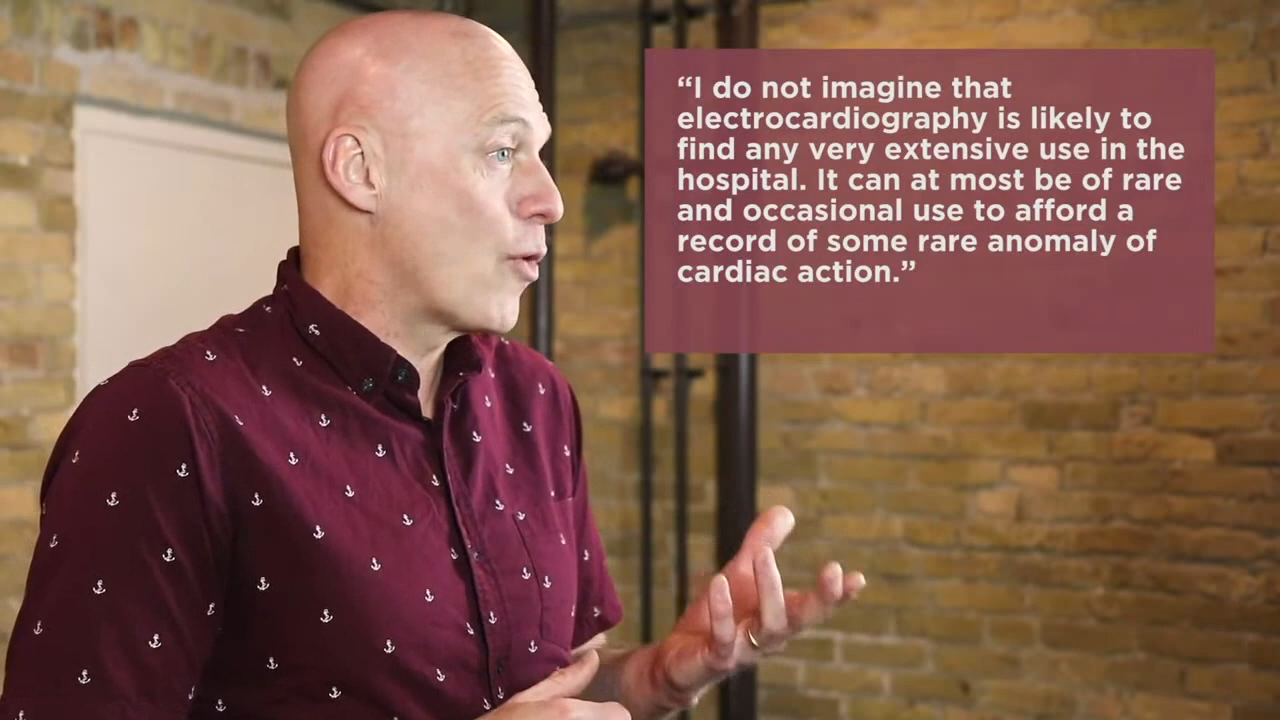 “I do not imagine that
electrocardiography is likely to
find any very extensive use in the
hospital. It can at most be of rare
and occasional use to afford a
record of some rare anomaly of
cardiac action.”